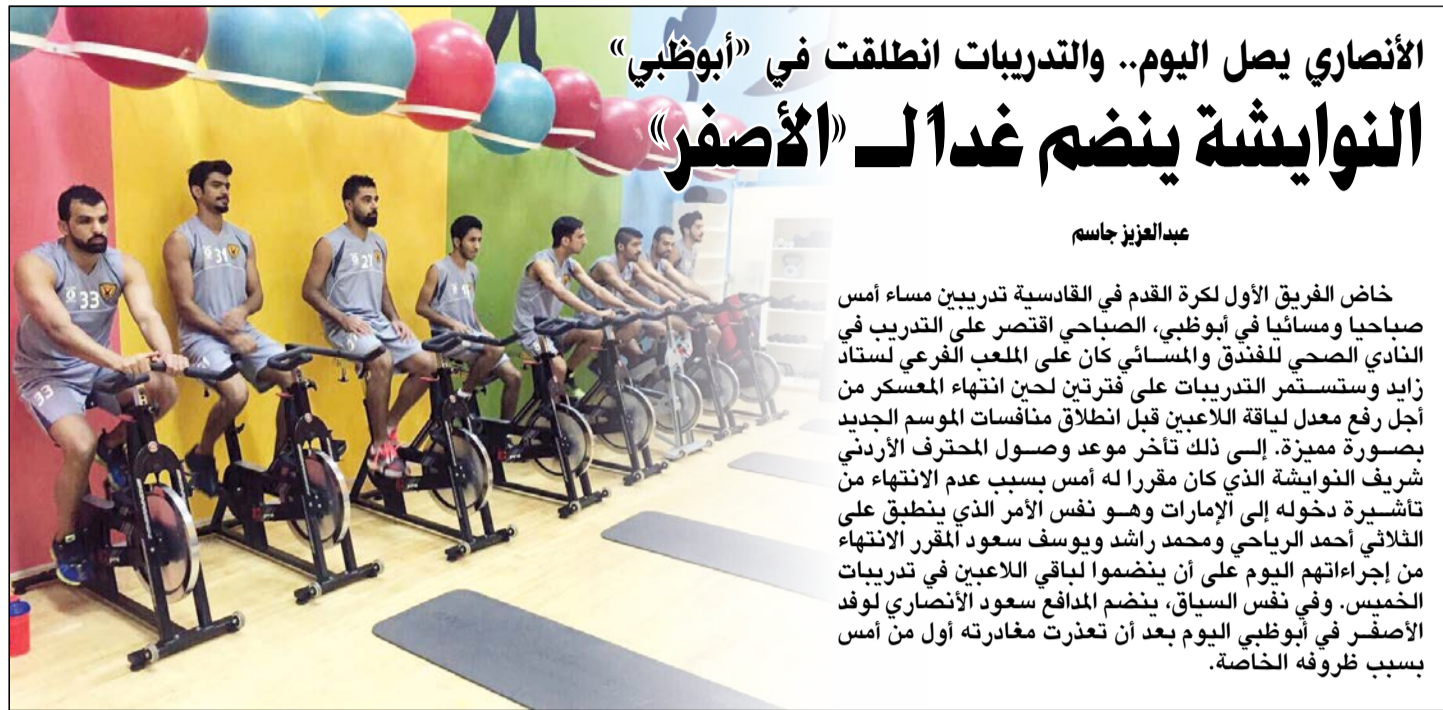 الأنصاري يصل اليوم.. والتدريبات انطلقت في «أبوظبي»
النوايشة ينضم غداً لـ «الأصفر»
عبدالعزيز جاسم
خاض الفريق الأول لكرة القدم في القادسية تدريبين مساء أمس
صباحيا ومسائيا في أبوظبي، الصباحي اقتصر على التدريب في
النادي الصحي للفندق والمسائي كان على الملعب الفرعي لستاد
زايد وستستمر التدريبات على فترتين لحين انتهاء المعسكر من
أجل رفع معدل لياقة اللاعبين قبل انطلاق منافسات الموسم الجديد
بصورة مميزة. إلى ذلك تأخر موعد وصول المحترف الأردني
شريف النوايشة الذي كان مقررا له أمس بسبب عدم الانتهاء من
تأشيرة دخوله إلى الإمارات وهو نفس الأمر الذي ينطبق على
الثلاثي أحمد الرياحي ومحمد راشد ويوسف سعود المقرر الانتهاء
من إجراءاتهم اليوم على أن ينضموا لباقي اللاعبين في تدريبات
الخميس. وفي نفس السياق، ينضم المدافع سعود الأنصاري لوفد
الأصفر في أبوظبي اليوم بعد أن تعذرت مغادرته أول من أمس
بسبب ظروفه الخاصة.
33
31
27
33